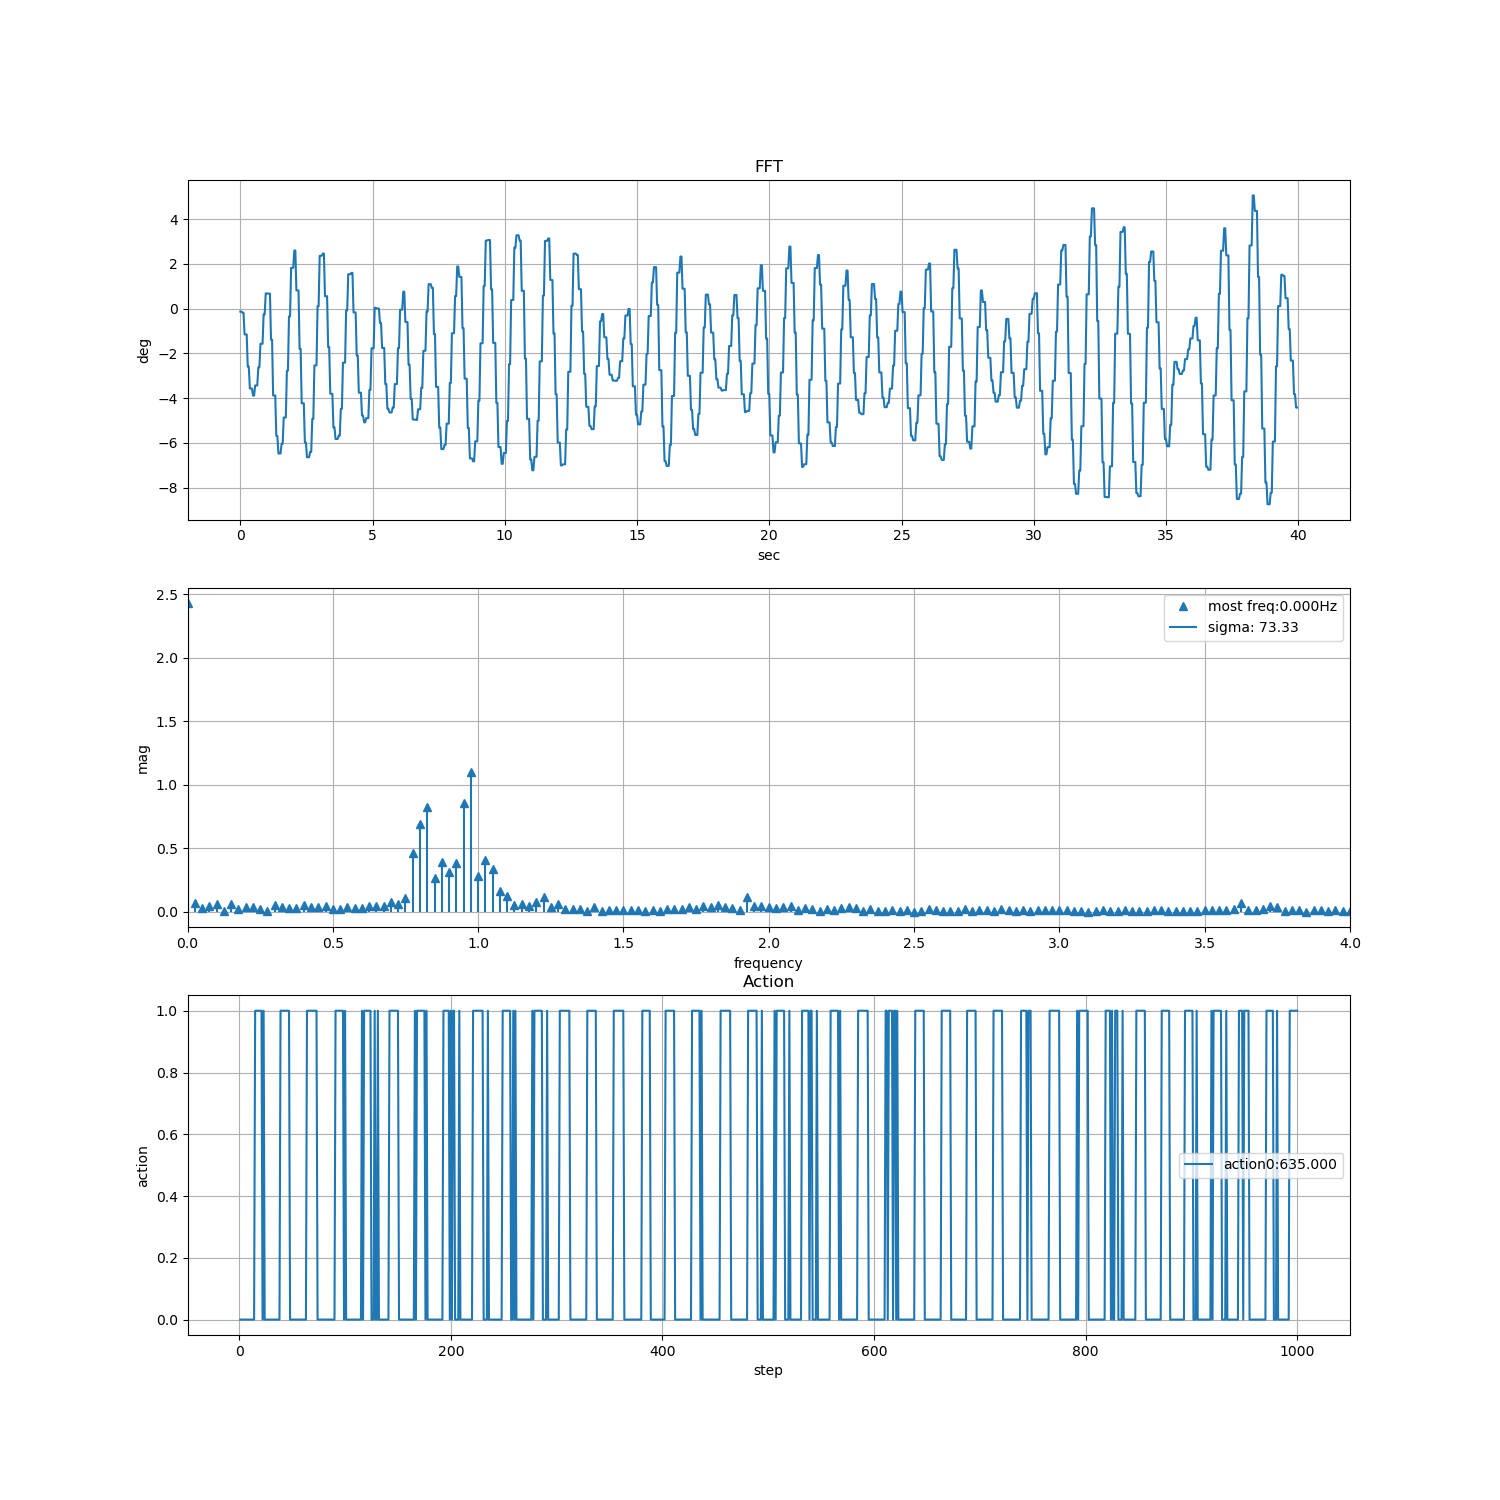 FFT
4
2
0
−2
−4
−6
−8
deg
0 5 10 15 20 25 30 35 40
sec
2.5
2.0
1.5
1.0
0.5
0.0
mag
most freq:0.000Hz
sigma: 73.33
0.0 0.5 1.0 1.5 2.0 2.5 3.0 3.5 4.0
frequency
Action
1.0
0.8
0.6
0.4
0.2
0.0
action
action0:635.000
0 200 400 600 800 1000
step